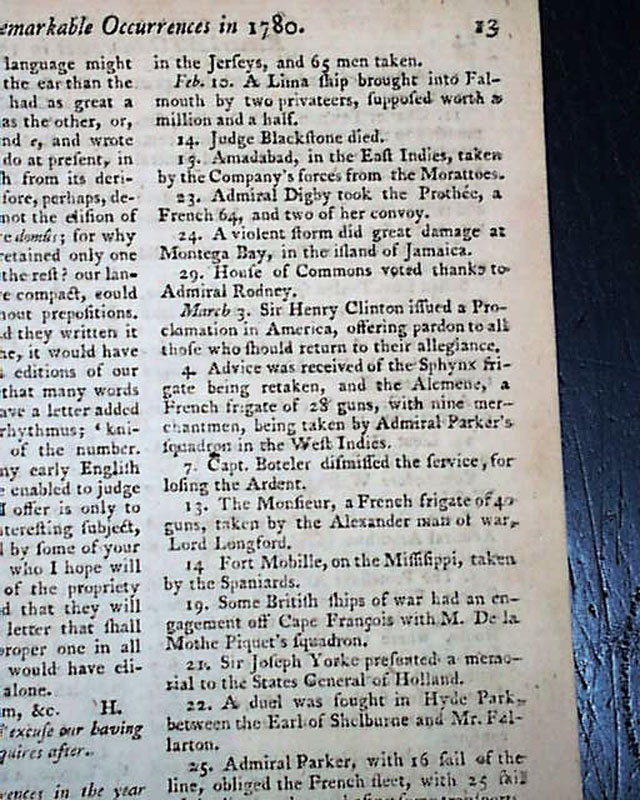 emarkable Occurrences in 1780.
13
language might
the ear than the
had as great a
as the other, or,
nd e, and wrote
do at preſent, in
h from its deri-
fore, perhaps, de-
not the eliſion of
re domûs; for why
retained only one
the reſt? our lan-
re compact, could
hout prepoſitions.
d they written it
he, it would have
s editions of our
that many words
ave a letter added
rhythmus; ‘ kni-
of the number.
ny early Engliſh
e enabled to judge
I offer is only to
tereſting ſubject,
l by ſome of your
who I hope will
of the propriety
d that they will
letter that ſhall
proper one in all
would have eli-
alone.
m, &c. H.
excuſe our having
quires after.
rences in the year
in the Jerſeys, and 65 men taken.
Feb. 10. A Lima ſhip brought into Fal-
mouth by two privateers, ſuppoſed worth a
million and a half.
14. Judge Blackſtone died.
15. Amadabad, in the Eaſt Indies, taken
by the Company's forces from the Morattoes.
23. Admiral Digby took the Prothée, a
French 64, and two of her convoy.
24. A violent ſtorm did great damage at
Montega Bay, in the iſland of Jamaica.
29. Houſe of Commons voted thanks to
Admiral Rodney.
March 3. Sir Henry Clinton iſſued a Pro-
clamation in America, offering pardon to all
thoſe who ſhould return to their allegiance.
4. Advice was received of the Sphynx fri-
gate being retaken, and the Alcmene, a
French frigate of 28 guns, with nine mer-
chantmen, being taken by Admiral Parker's
ſquadron in the Weſt Indies.
7. Capt. Boteler diſmiſſed the ſervice, for
loſing the Ardent.
13. The Monſieur, a French frigate of 40
guns, taken by the Alexander man of war,
Lord Longford.
14 Fort Mobille, on the Miſſiſippi, taken
by the Spaniards.
19. Some Britiſh ſhips of war had an en-
gagement off Cape François with M. De la
Mothe Piquet's ſquadron.
21. Sir Joſeph Yorke preſented a memo-
rial to the States General of Holland.
22. A duel was fought in Hyde Park,
between the Earl of Shelburne and Mr. Ful-
larton.
25. Admiral Parker, with 16 ſail of the
line, obliged the French fleet, with 25 ſail